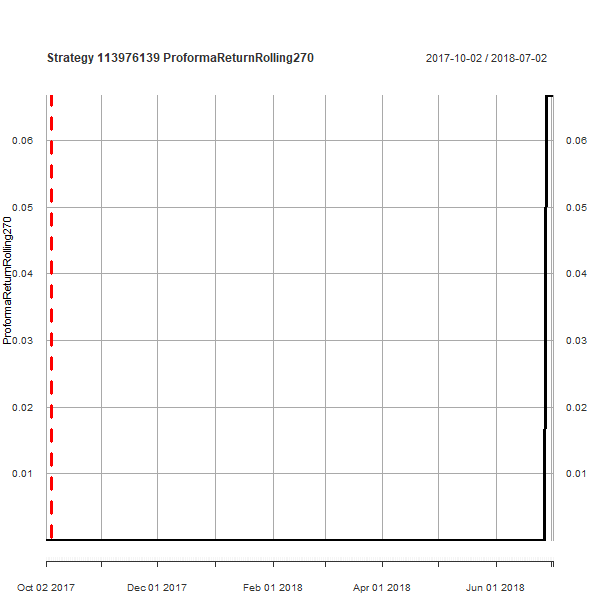 Strategy 113976139 ProformaReturnRolling270
2017-10-02 / 2018-07-02
ProformaReturnRolling270
0.06
0.06
0.05
0.05
0.04
0.04
0.03
0.03
0.02
0.02
0.01
0.01
Oct 02 2017
Dec 01 2017
Feb 01 2018
Apr 01 2018
Jun 01 2018